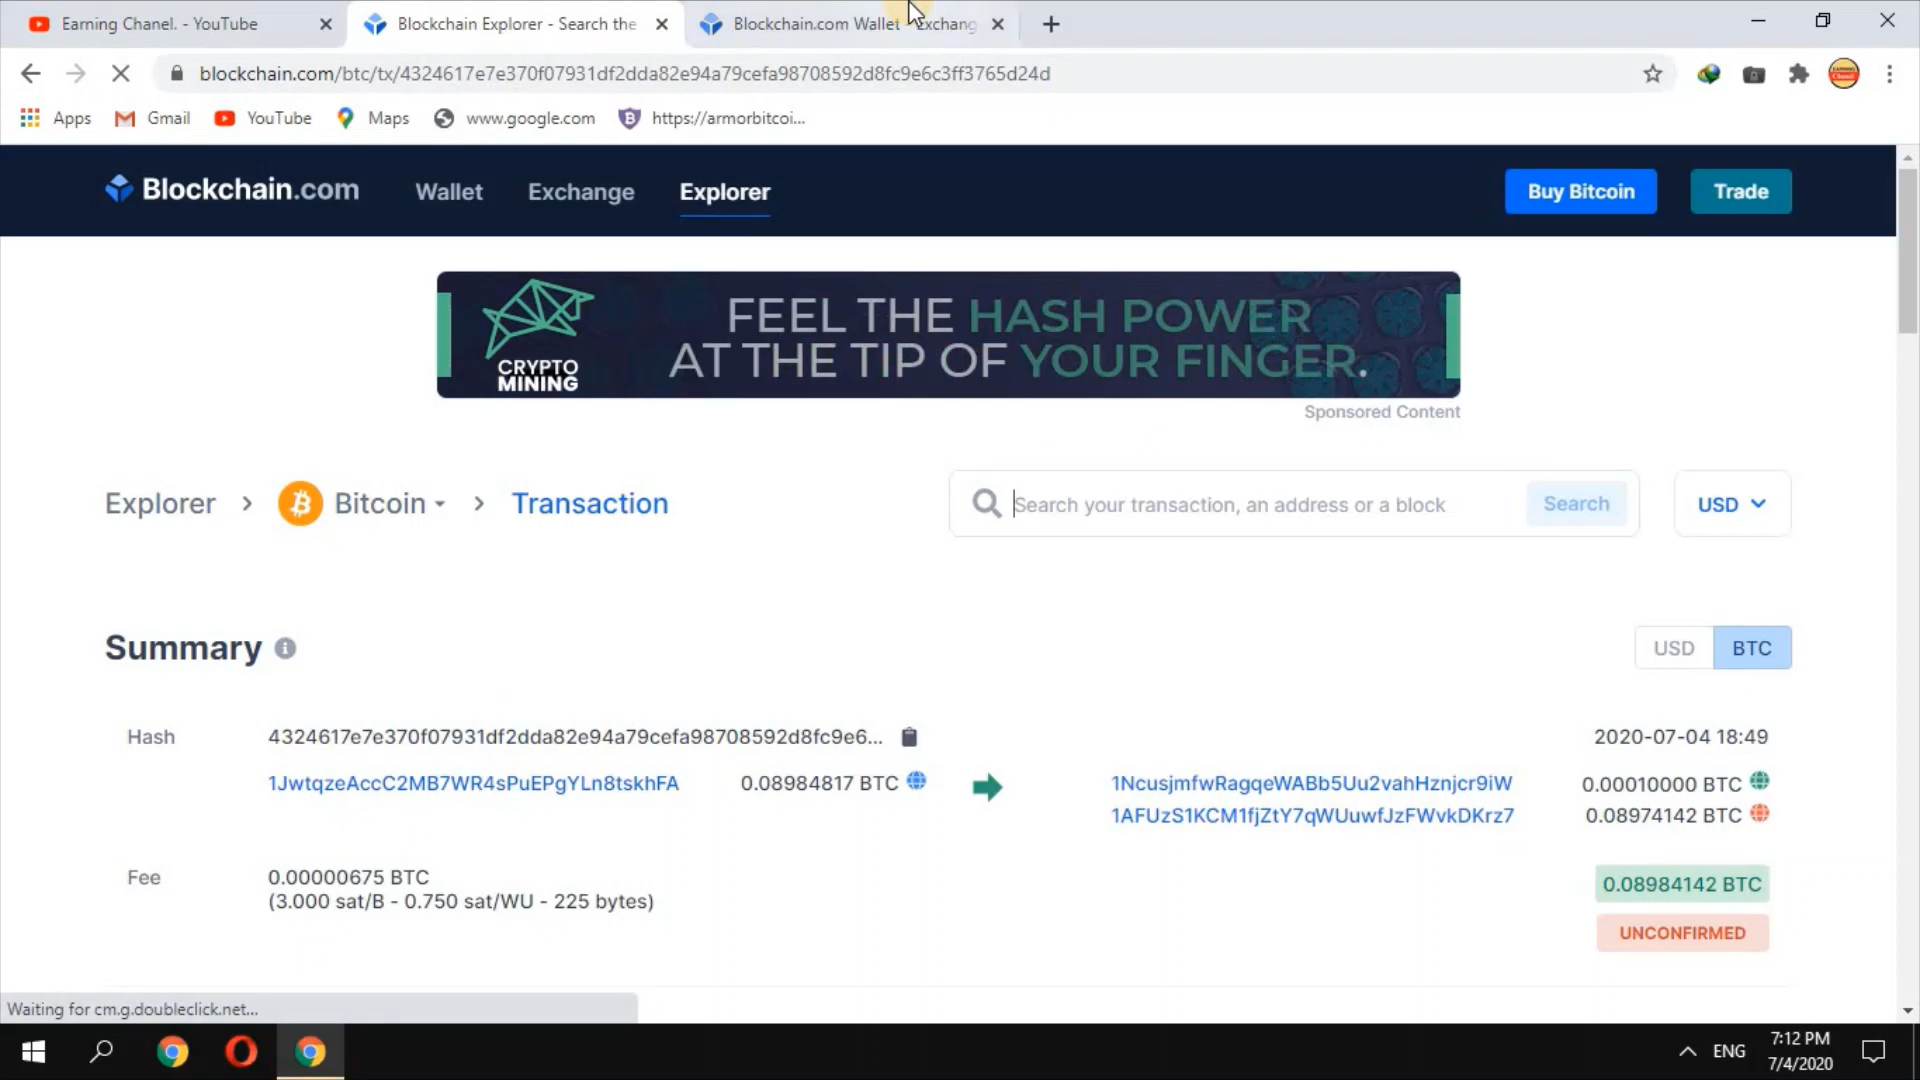 Earning Chanel. - YouTube
Blockchain Explorer - Search the
Blockchain.com Wallet - Exchang
blockchain.com/btc/tx/4324617e7e370f07931df2dda82e94a79cefa98708592d8fc9e6c3ff3765d24d
Apps
Gmail
YouTube
Maps
www.google.com
https://armorbitcoi...
Blockchain.com
Wallet
Exchange
Explorer
Buy Bitcoin
Trade
CRYPTO
MINING
FEEL THE HASH POWER
AT THE TIP OF YOUR FINGER.
Sponsored Content
Explorer > Bitcoin > Transaction
Search your transaction, an address or a block
Search
USD
Summary
USD
BTC
Hash
4324617e7e370f07931df2dda82e94a79cefa98708592d8fc9e6...
2020-07-04 18:49
1JwtqzeAccC2MB7WR4sPuEPgYLn8tskhFA
0.08984817 BTC
1NcusjmfwRagqeWABb5Uu2vahHznjcr9iW
0.00010000 BTC
1AFUzS1KCM1fjZtY7qWUuwfJzFWvkDKrz7
0.08974142 BTC
Fee
0.00000675 BTC
(3.000 sat/B - 0.750 sat/WU - 225 bytes)
0.08984142 BTC
UNCONFIRMED
Waiting for cm.g.doubleclick.net...
ENG
7:12 PM
7/4/2020